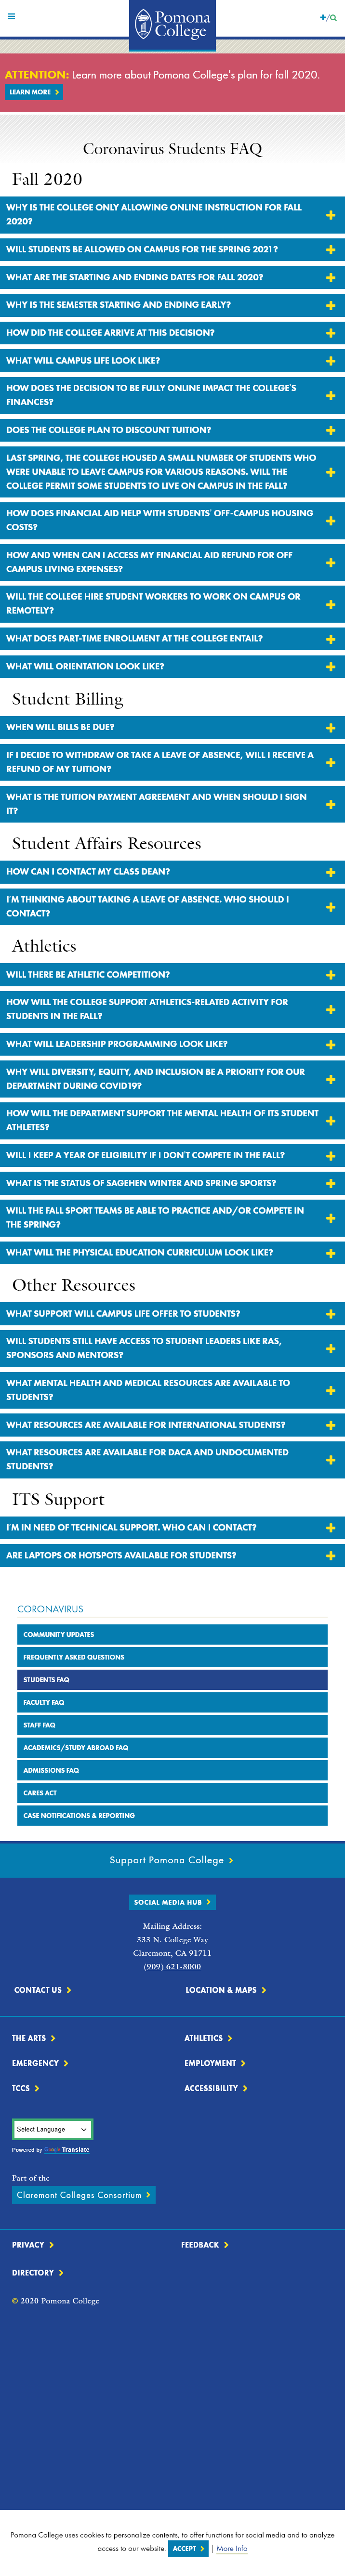 Pomona
College
/
ATTENTION: Learn more about Pomona College's plan for fall 2020.
LEARN MORE
Coronavirus Students FAQ
Fall 2020
WHY IS THE COLLEGE ONLY ALLOWING ONLINE INSTRUCTION FOR FALL
2020?
WILL STUDENTS BE ALLOWED ON CAMPUS FOR THE SPRING 2021?
WHAT ARE THE STARTING AND ENDING DATES FOR FALL 2020?
WHY IS THE SEMESTER STARTING AND ENDING EARLY?
HOW DID THE COLLEGE ARRIVE AT THIS DECISION?
WHAT WILL CAMPUS LIFE LOOK LIKE?
HOW DOES THE DECISION TO BE FULLY ONLINE IMPACT THE COLLEGE'S
FINANCES?
DOES THE COLLEGE PLAN TO DISCOUNT TUITION?
LAST SPRING, THE COLLEGE HOUSED A SMALL NUMBER OF STUDENTS WHO
WERE UNABLE TO LEAVE CAMPUS FOR VARIOUS REASONS. WILL THE
COLLEGE PERMIT SOME STUDENTS TO LIVE ON CAMPUS IN THE FALL?
HOW DOES FINANCIAL AID HELP WITH STUDENTS' OFF-CAMPUS HOUSING
COSTS?
HOW AND WHEN CAN I ACCESS MY FINANCIAL AID REFUND FOR OFF
CAMPUS LIVING EXPENSES?
WILL THE COLLEGE HIRE STUDENT WORKERS TO WORK ON CAMPUS OR
REMOTELY?
WHAT DOES PART-TIME ENROLLMENT AT THE COLLEGE ENTAIL?
WHAT WILL ORIENTATION LOOK LIKE?
Student Billing
WHEN WILL BILLS BE DUE?
IF I DECIDE TO WITHDRAW OR TAKE A LEAVE OF ABSENCE, WILL I RECEIVE A
REFUND OF MY TUITION?
WHAT IS THE TUITION PAYMENT AGREEMENT AND WHEN SHOULD I SIGN
IT?
Student Affairs Resources
HOW CAN I CONTACT MY CLASS DEAN?
I'M THINKING ABOUT TAKING A LEAVE OF ABSENCE. WHO SHOULD I
CONTACT?
Athletics
WILL THERE BE ATHLETIC COMPETITION?
HOW WILL THE COLLEGE SUPPORT ATHLETICS-RELATED ACTIVITY FOR
STUDENTS IN THE FALL?
WHAT WILL LEADERSHIP PROGRAMMING LOOK LIKE?
WHY WILL DIVERSITY, EQUITY, AND INCLUSION BE A PRIORITY FOR OUR
DEPARTMENT DURING COVID19?
HOW WILL THE DEPARTMENT SUPPORT THE MENTAL HEALTH OF ITS STUDENT
ATHLETES?
WILL I KEEP A YEAR OF ELIGIBILITY IF I DON'T COMPETE IN THE FALL?
WHAT IS THE STATUS OF SAGEHEN WINTER AND SPRING SPORTS?
WILL THE FALL SPORT TEAMS BE ABLE TO PRACTICE AND/OR COMPETE IN
THE SPRING?
WHAT WILL THE PHYSICAL EDUCATION CURRICULUM LOOK LIKE?
Other Resources
WHAT SUPPORT WILL CAMPUS LIFE OFFER TO STUDENTS?
WILL STUDENTS STILL HAVE ACCESS TO STUDENT LEADERS LIKE RAS,
SPONSORS AND MENTORS?
WHAT MENTAL HEALTH AND MEDICAL RESOURCES ARE AVAILABLE TO
STUDENTS?
WHAT RESOURCES ARE AVAILABLE FOR INTERNATIONAL STUDENTS?
WHAT RESOURCES ARE AVAILABLE FOR DACA AND UNDOCUMENTED
STUDENTS?
ITS Support
I'M IN NEED OF TECHNICAL SUPPORT. WHO CAN I CONTACT?
ARE LAPTOPS OR HOTSPOTS AVAILABLE FOR STUDENTS?
CORONAVIRUS
COMMUNITY UPDATES
FREQUENTLY ASKED QUESTIONS
STUDENTS FAQ
FACULTY FAQ
STAFF FAQ
ACADEMICS/STUDY ABROAD FAQ
ADMISSIONS FAQ
CARES ACT
CASE NOTIFICATIONS & REPORTING
Support Pomona College
SOCIAL MEDIA HUB
Mailing Address:
333 N. College Way
Claremont, CA 91711
(909) 621-8000
CONTACT US LOCATION & MAPS
THE ARTS ATHLETICS
EMERGENCY EMPLOYMENT
TCCS ACCESSIBILITY
Select Language
Powered by Google Translate
Part of the
Claremont Colleges Consortium
PRIVACY FEEDBACK
DIRECTORY
© 2020 Pomona College
Pomona College uses cookies to personalize contents, to offer functions for social media and to analyze
access to our website. ACCEPT | More Info